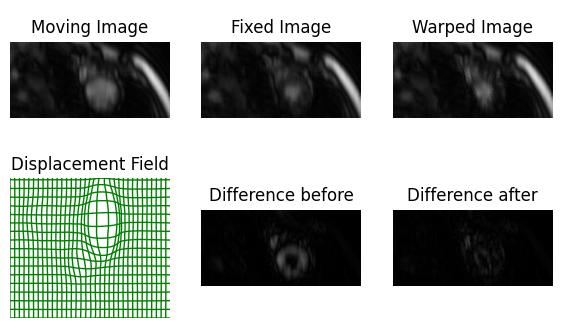 Moving Image
Fixed Image
Warped Image
Displacement Field
Difference before
Difference after